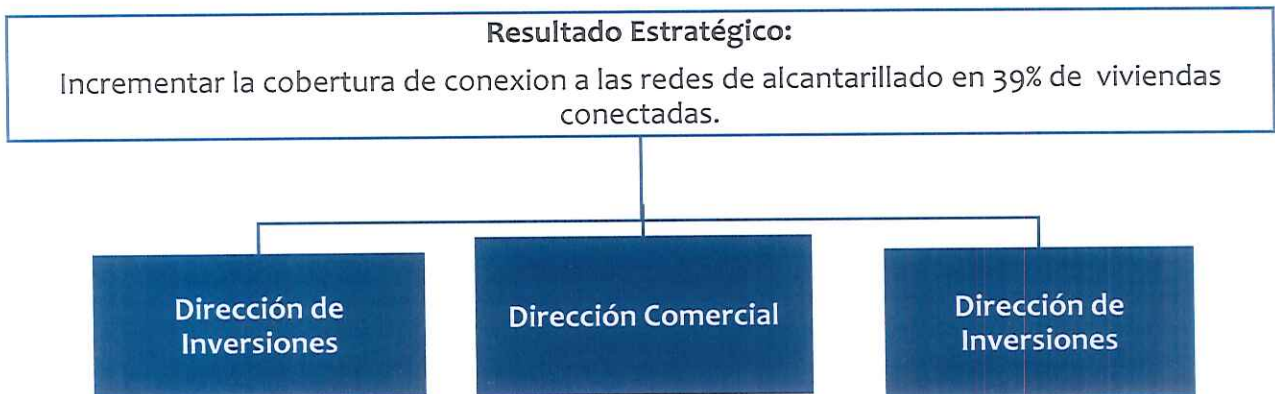 Resultado Estratégico:
Incrementar la cobertura de conexion a las redes de alcantarillado en 39% de viviendas
conectadas.
Dirección de
Inversiones
Dirección Comercial
Dirección de
Inversiones